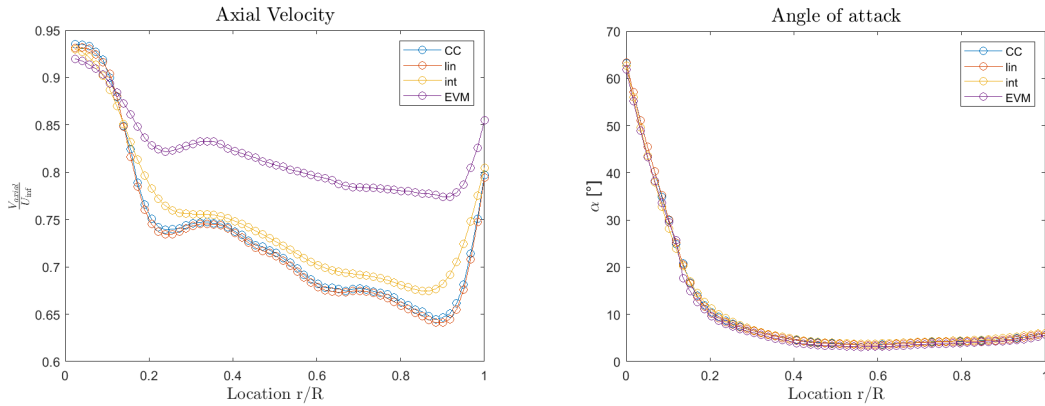 Axial Velocity
0.95
0.9
0.85
0.8
0.75
0.7
0.65
0.6
V_axial
U_inf
0
0.2
0.4
0.6
0.8
1
Location r/R
CC
lin
int
EVM
Angle of attack
70
60
50
40
30
20
10
0
α [°]
0
0.2
0.4
0.6
0.8
1
Location r/R
CC
lin
int
EVM